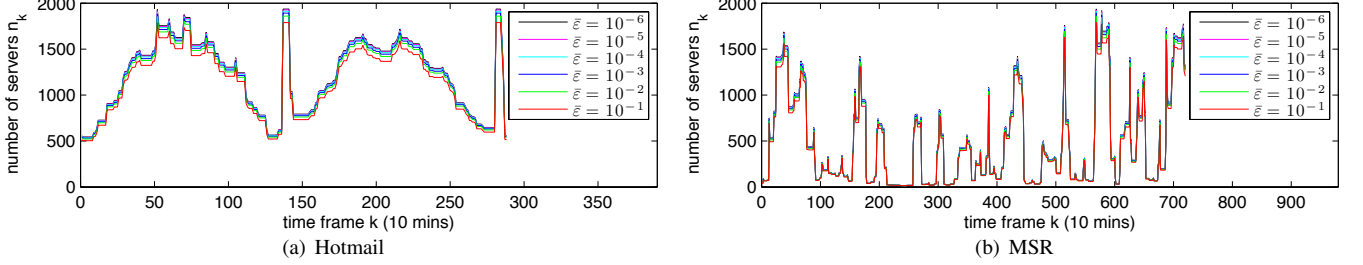 number of servers n_k
2000
1500
1000
500
0
0 50 100 150 200 250 300 350
time frame k (10 mins)
ε̄ = 10^-6
ε̄ = 10^-5
ε̄ = 10^-4
ε̄ = 10^-3
ε̄ = 10^-2
ε̄ = 10^-1
(a) Hotmail
number of servers n_k
2000
1500
1000
500
0
0 100 200 300 400 500 600 700 800 900
time frame k (10 mins)
ε̄ = 10^-6
ε̄ = 10^-5
ε̄ = 10^-4
ε̄ = 10^-3
ε̄ = 10^-2
ε̄ = 10^-1
(b) MSR